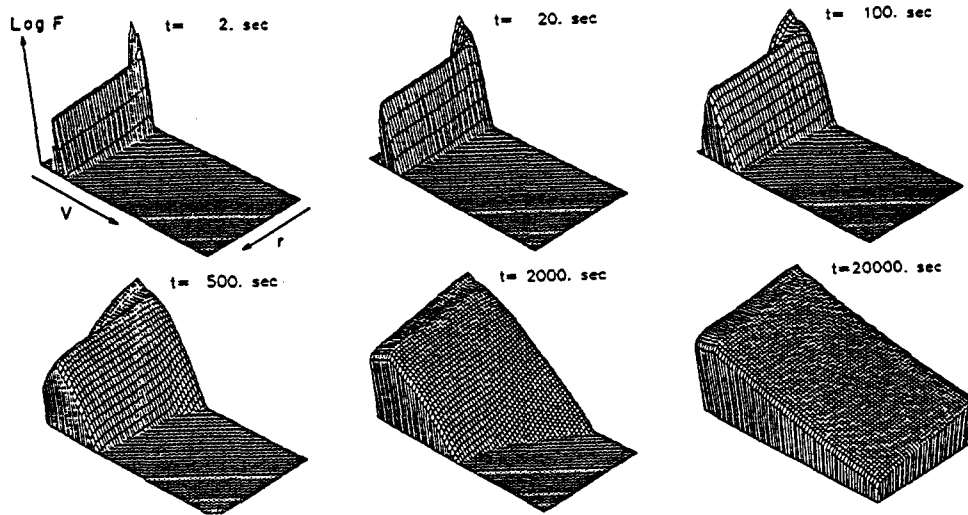 Log F
t= 2. sec
t= 20. sec
t= 100. sec
V
r
t= 500. sec
t= 2000. sec
t=20000. sec